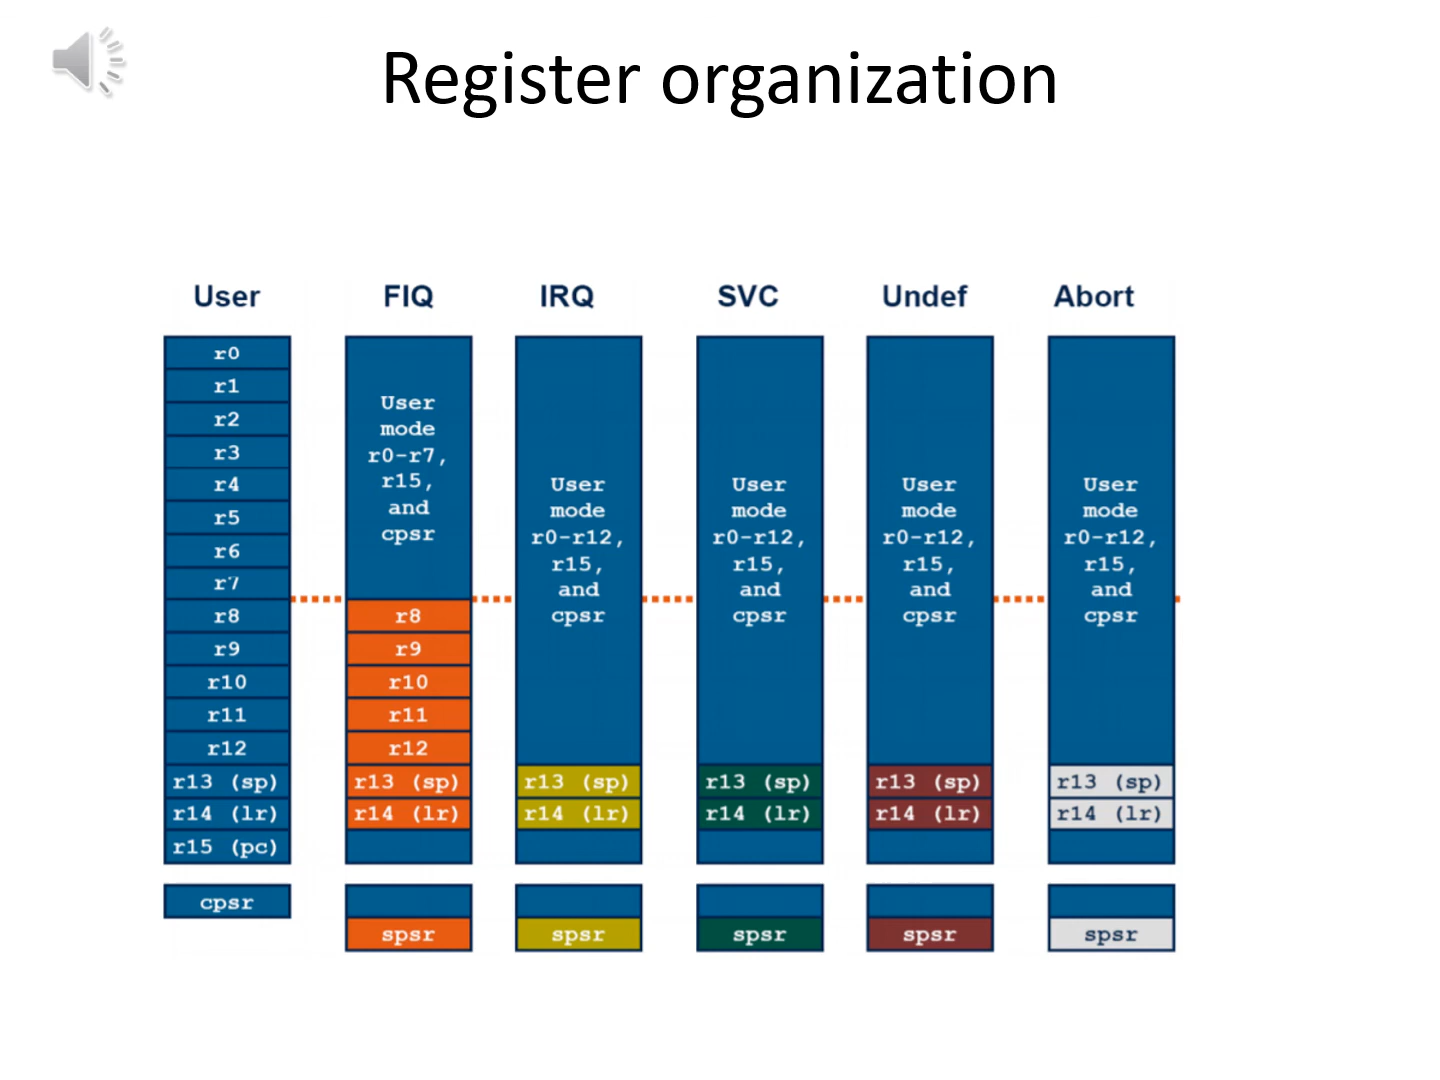 Register organization
User
FIQ
IRQ
SVC
Undef
Abort
r0
r1
r2
r3
r4
r5
r6
r7
r8
r9
r10
r11
r12
r13 (sp)
r14 (lr)
r15 (pc)
cpsr
User
mode
r0-r7,
r15,
and
cpsr
r8
r9
r10
r11
r12
r13 (sp)
r14 (lr)
spsr
User
mode
r0-r12,
r15,
and
cpsr
r13 (sp)
r14 (lr)
spsr
User
mode
r0-r12,
r15,
and
cpsr
r13 (sp)
r14 (lr)
spsr
User
mode
r0-r12,
r15,
and
cpsr
r13 (sp)
r14 (lr)
spsr
User
mode
r0-r12,
r15,
and
cpsr
r13 (sp)
r14 (lr)
spsr